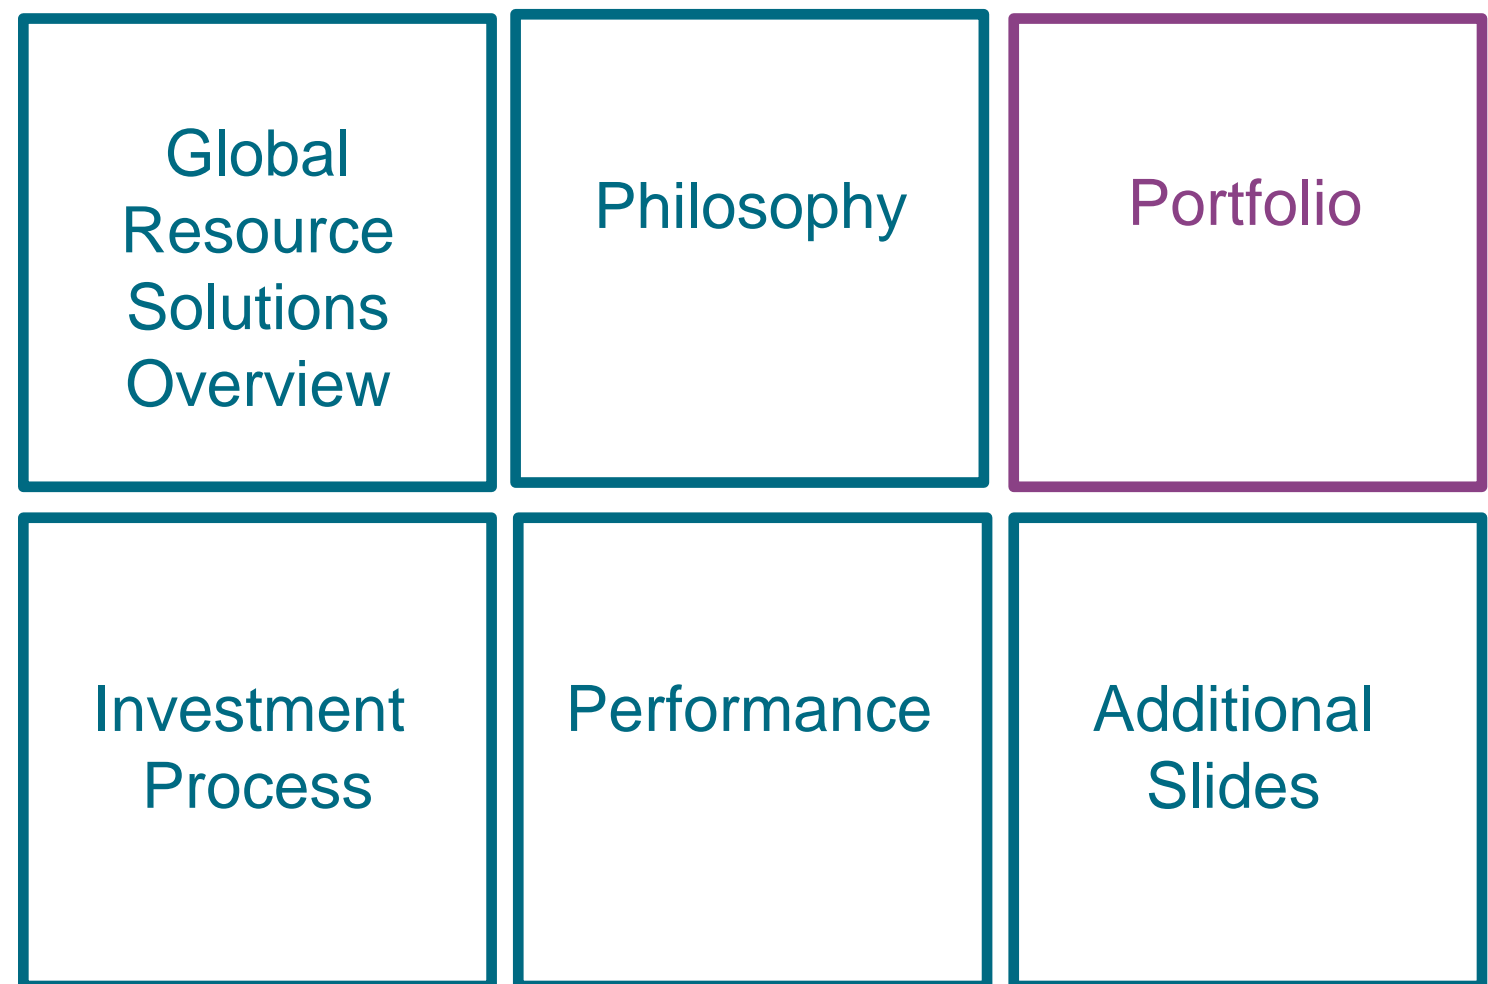 Global
Resource
Solutions
Overview
Philosophy
Portfolio
Investment
Process
Performance
Additional
Slides